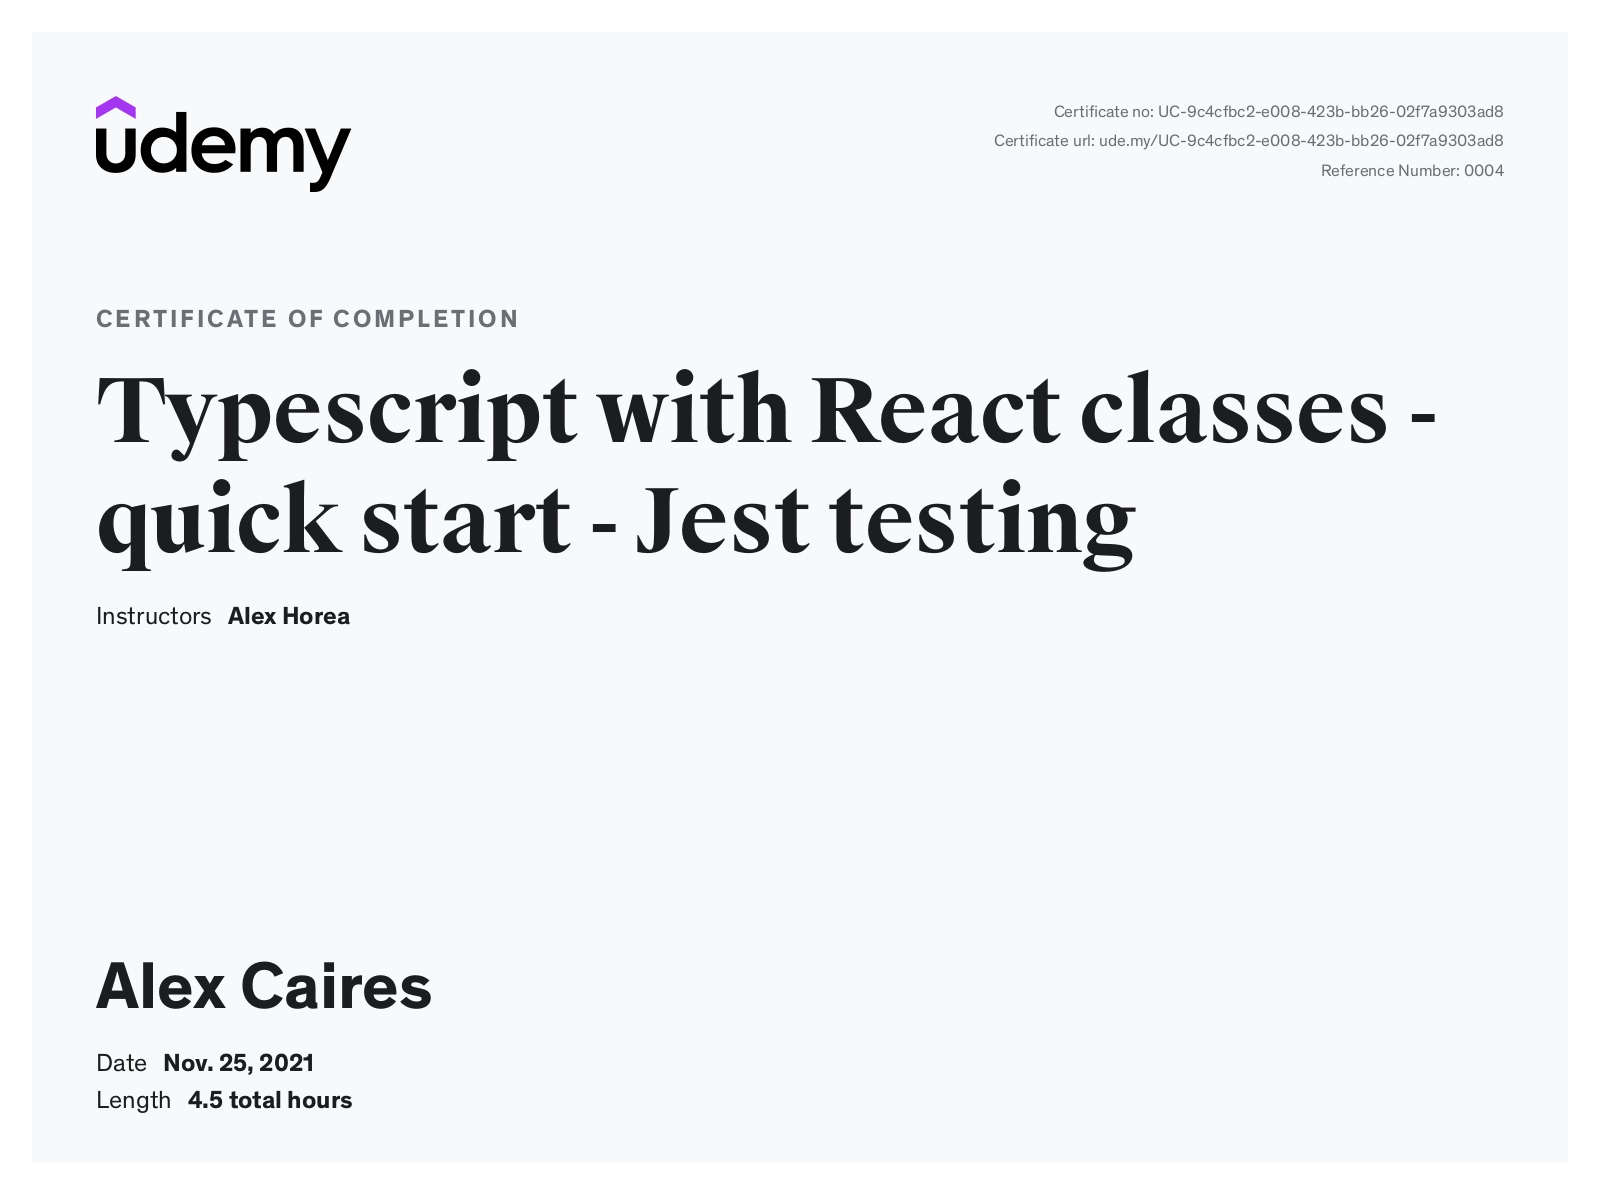 udemy
Certificate no: UC-9c4cfbc2-e008-423b-bb26-02f7a9303ad8
Certificate url: ude.my/UC-9c4cfbc2-e008-423b-bb26-02f7a9303ad8
Reference Number: 0004
CERTIFICATE OF COMPLETION
Typescript with React classes -
quick start - Jest testing
Instructors Alex Horea
Alex Caires
Date Nov. 25, 2021
Length 4.5 total hours